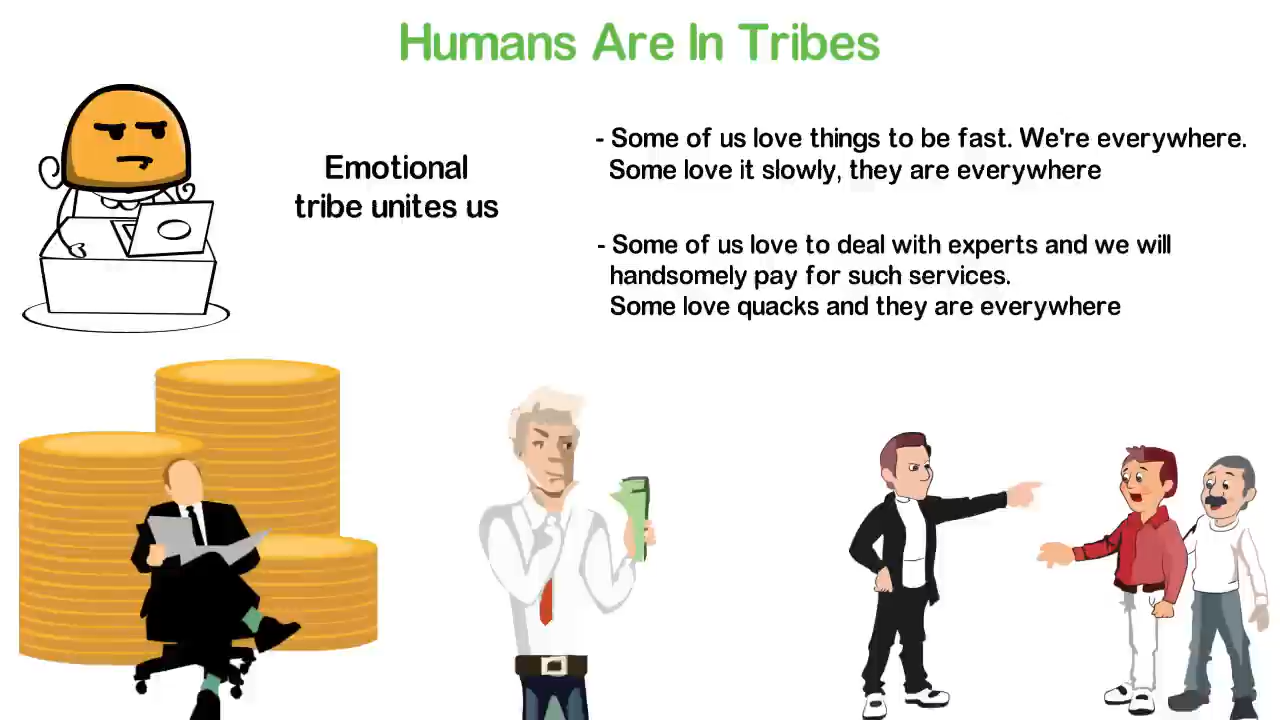 Humans Are In Tribes
Emotional
tribe unites us
- Some of us love things to be fast. We're everywhere.
Some love it slowly, they are everywhere
- Some of us love to deal with experts and we will
handsomely pay for such services.
Some love quacks and they are everywhere